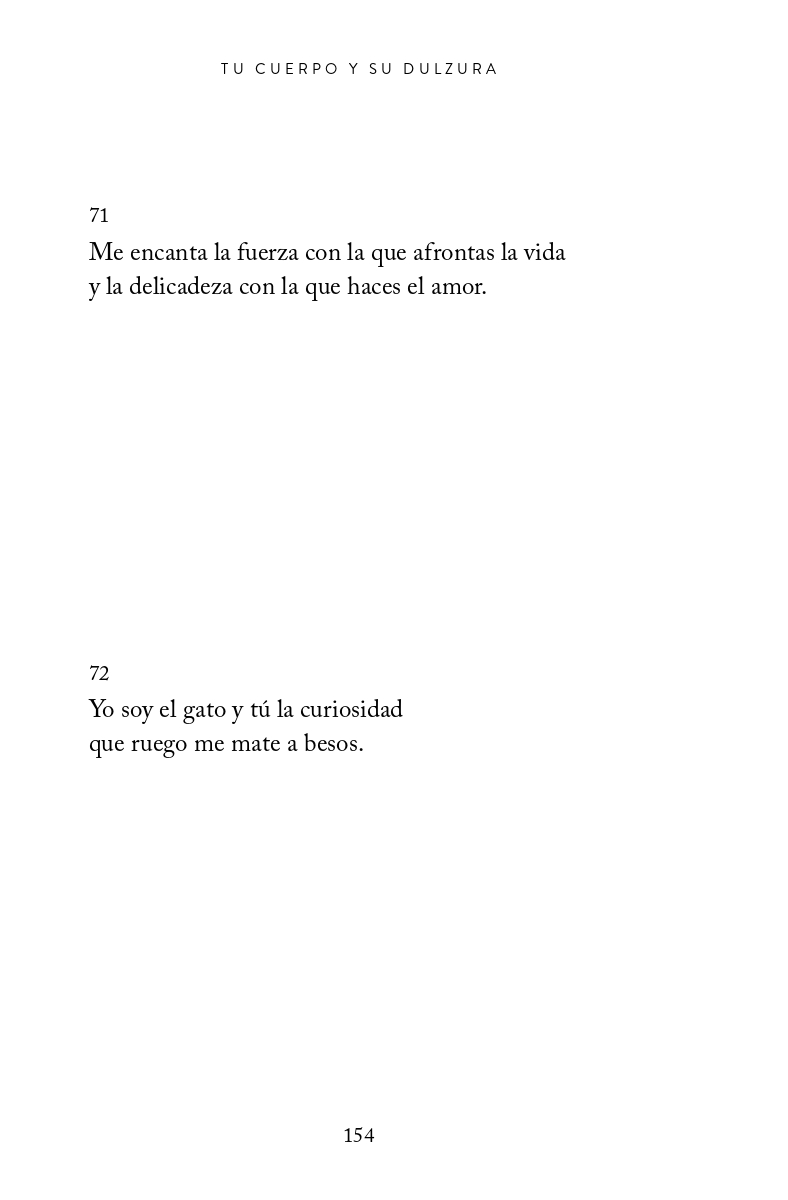 TU CUERPO Y SU DULZURA
71
Me encanta la fuerza con la que afrontas la vida
y la delicadeza con la que haces el amor.
72
Yo soy el gato y tú la curiosidad
que ruego me mate a besos.
154